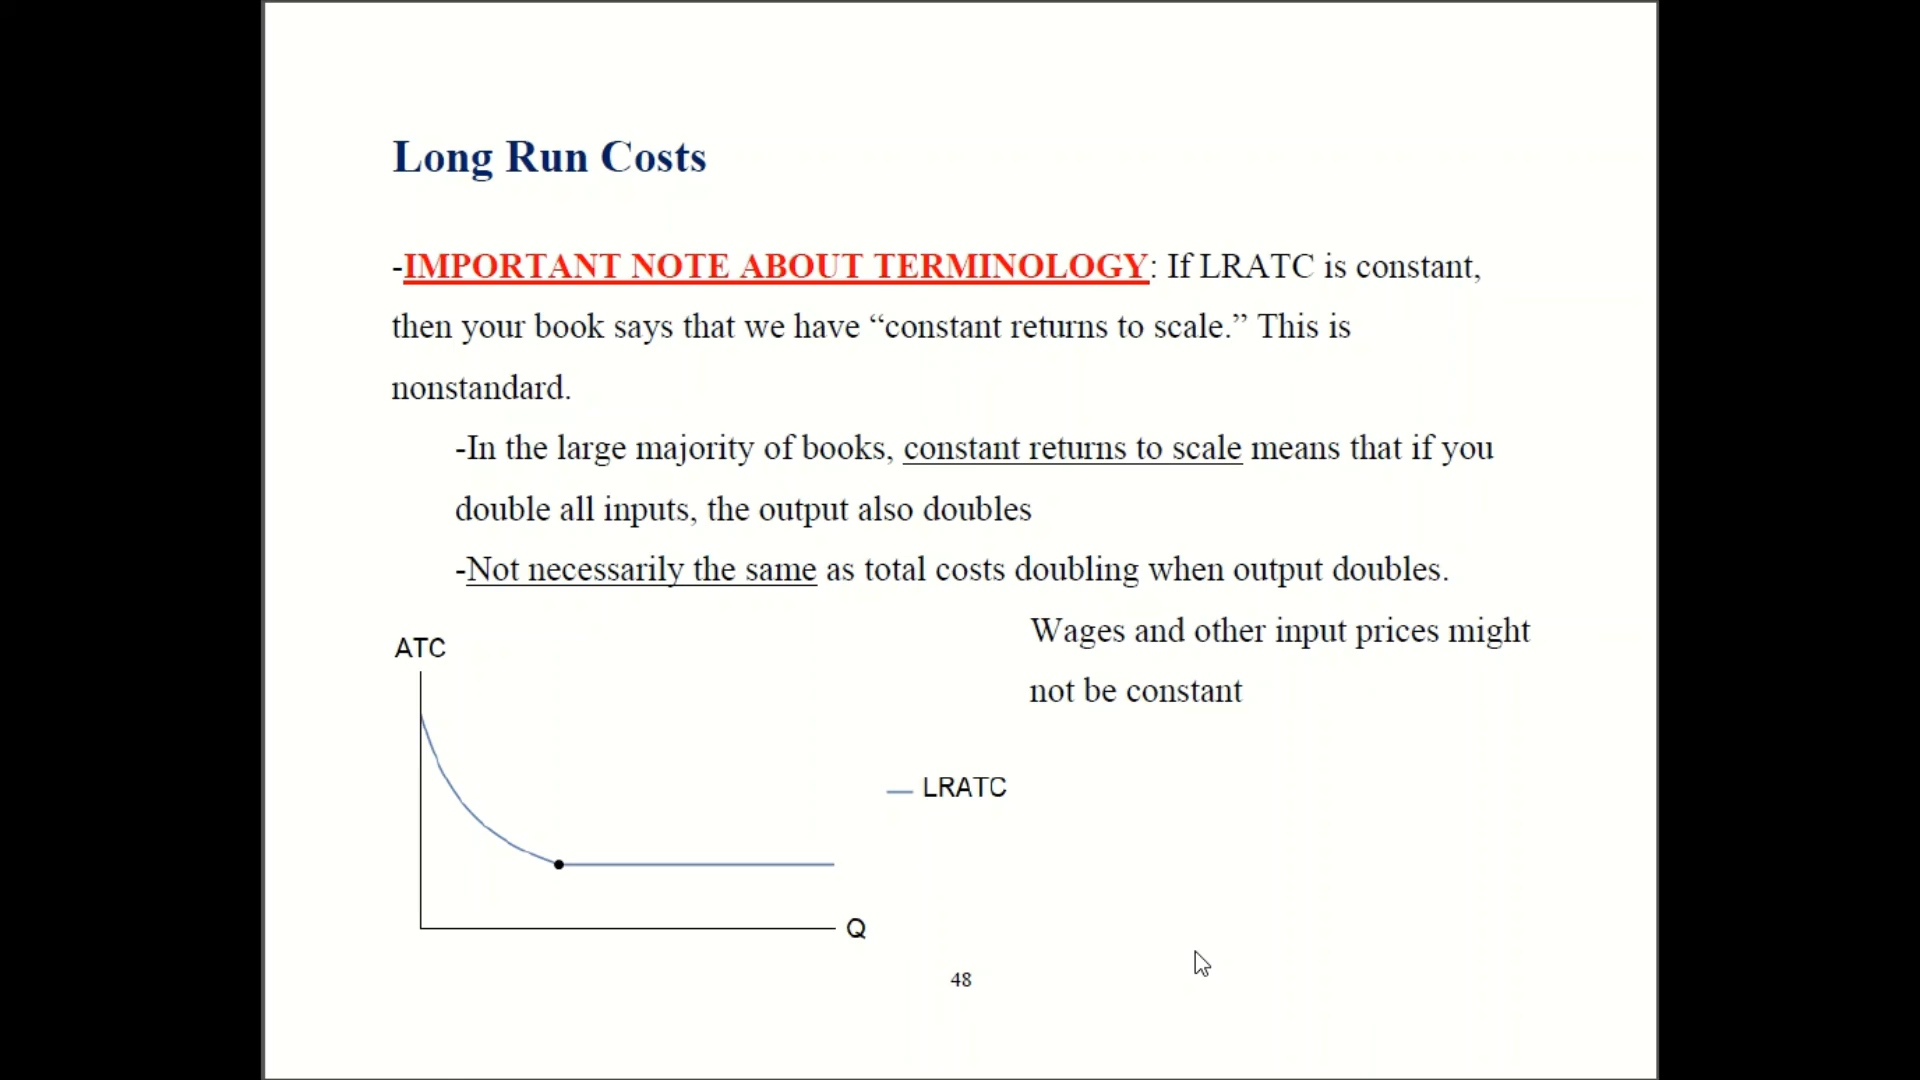 Long Run Costs
-IMPORTANT NOTE ABOUT TERMINOLOGY: If LRATC is constant,
then your book says that we have “constant returns to scale.” This is
nonstandard.
-In the large majority of books, constant returns to scale means that if you
double all inputs, the output also doubles
-Not necessarily the same as total costs doubling when output doubles.
Wages and other input prices might
not be constant
ATC
LRATC
Q
48